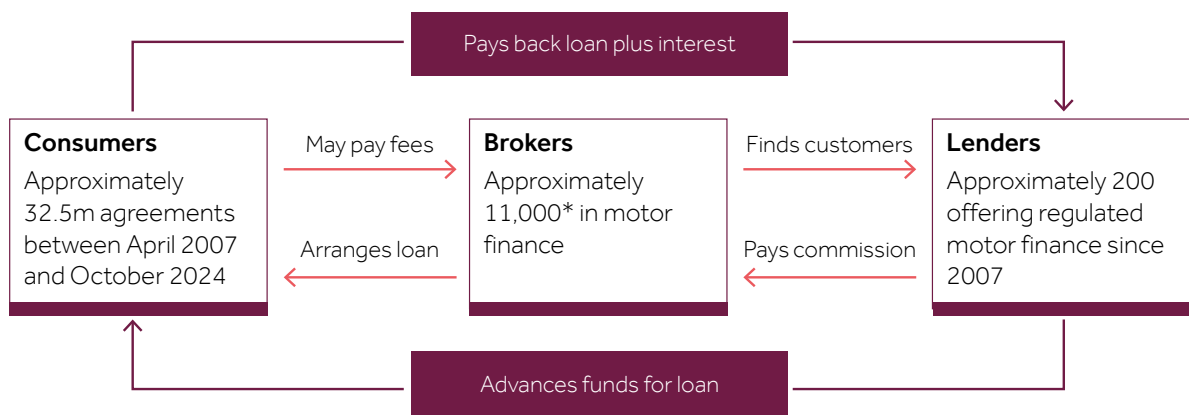 Pays back loan plus interest
Consumers
Approximately
32.5m agreements
between April 2007
and October 2024
May pay fees
Arranges loan
Brokers
Approximately
11,000* in motor
finance
Finds customers
Pays commission
Lenders
Approximately 200
offering regulated
motor finance since
2007
Advances funds for loan